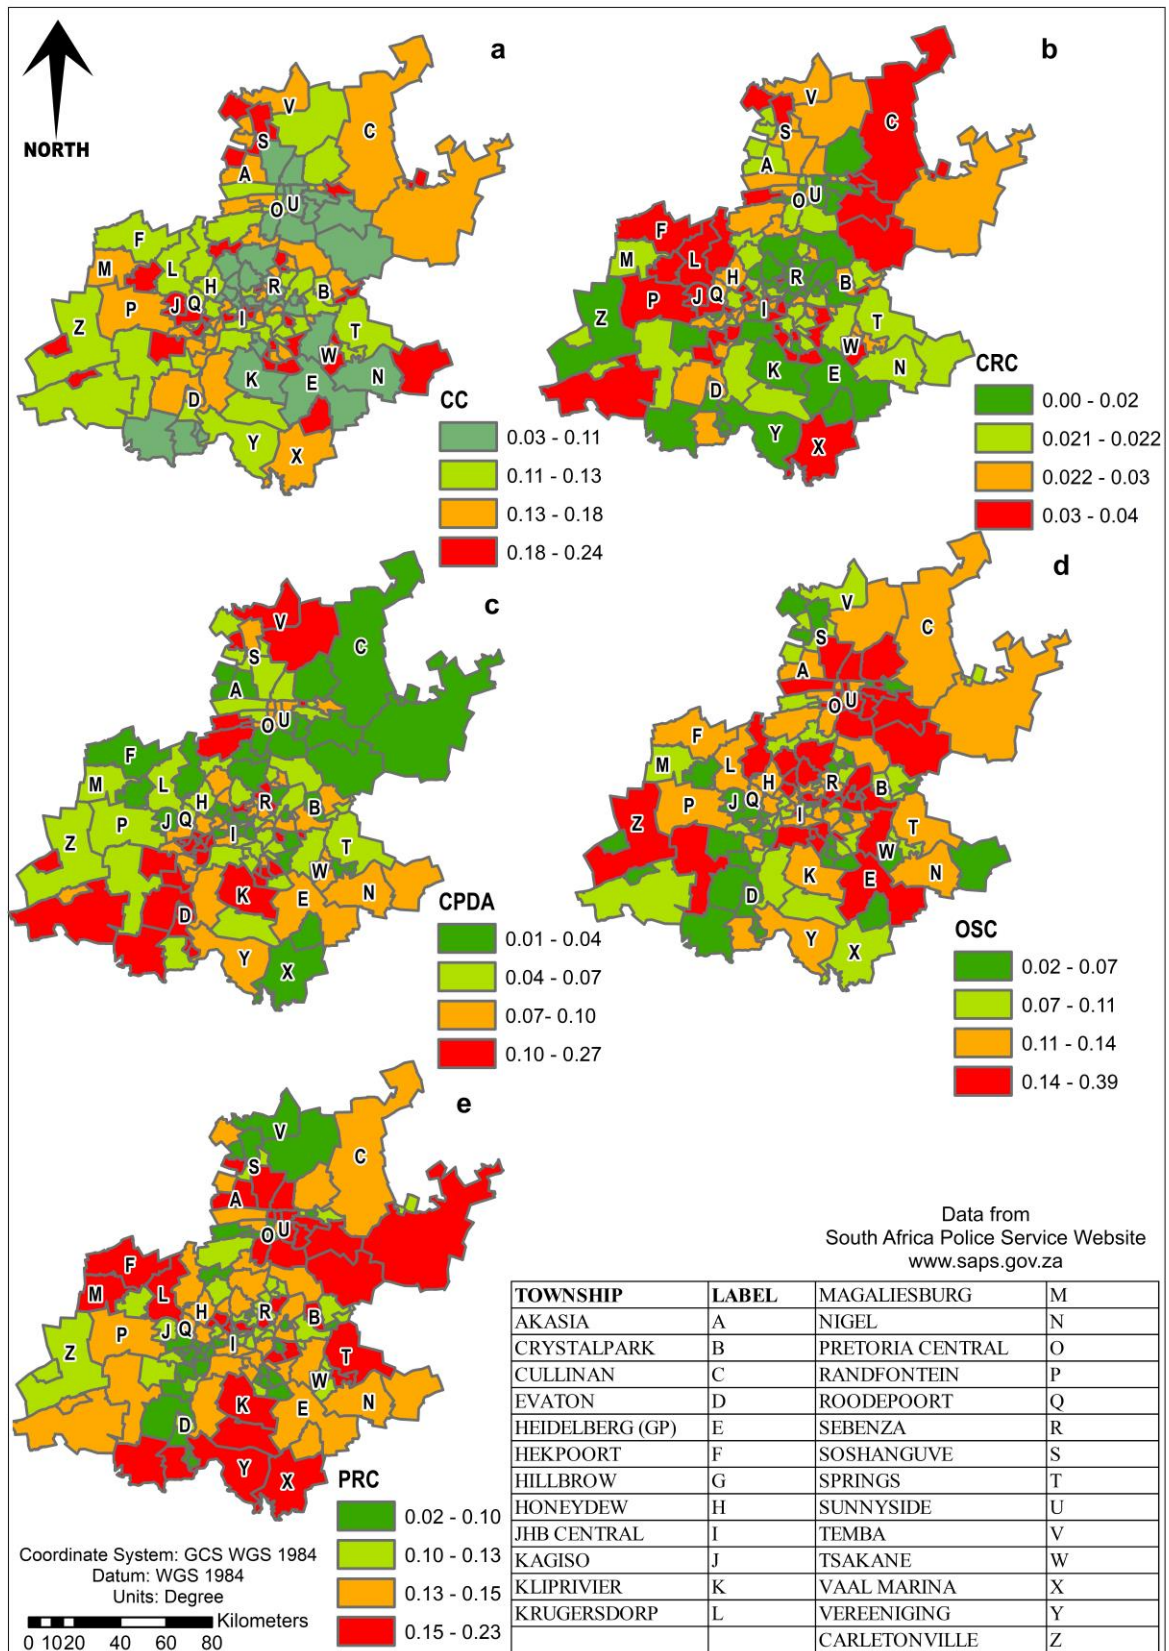 NORTH
a
V
C
S
A
O U
F
M
L
H
R
B
J
Q
P
Z
I
T
W
K
E
N
D
Y
X
CC
0.03 - 0.11
0.11 - 0.13
0.13 - 0.18
0.18 - 0.24
b
V
C
S
A
O U
F
M
L
H
R
B
J
Q
P
Z
I
T
W
K
E
N
D
Y
X
CRC
0.00 - 0.02
0.021 - 0.022
0.022 - 0.03
0.03 - 0.04
c
V
C
S
A
O U
F
M
L
H
R
B
J
Q
P
Z
I
T
W
K
E
N
D
Y
X
CPDA
0.01 - 0.04
0.04 - 0.07
0.07- 0.10
0.10 - 0.27
d
V
C
S
A
O U
F
M
L
H
R
B
J
Q
P
Z
I
T
W
K
E
N
D
Y
X
OSC
0.02 - 0.07
0.07 - 0.11
0.11 - 0.14
0.14 - 0.39
e
V
C
S
A
O U
F
M
L
H
R
B
J
Q
P
Z
I
T
W
K
E
N
D
Y
X
PRC
0.02 - 0.10
0.10 - 0.13
0.13 - 0.15
0.15 - 0.23
Coordinate System: GCS WGS 1984
Datum: WGS 1984
Units: Degree
Kilometers
0 1020 40 60 80
Data from
South Africa Police Service Website
www.saps.gov.za
TOWNSHIP LABEL MAGALIESBURG M
AKASIA A NIGEL N
CRYSTALPARK B PRETORIA CENTRAL O
CULLINAN C RANDFONTEIN P
EVATON D ROODEPOORT Q
HEIDELBERG (GP) E SEBENZA R
HEKPOORT F SOSHANGUVE S
HILLBROW G SPRINGS T
HONEYDEW H SUNNYSIDE U
JHB CENTRAL I TEMBA V
KAGISO J TSAKANE W
KLIPRIVIER K VAAL MARINA X
KRUGERSDORP L VEREENIGING Y
CARLETONVILLE Z